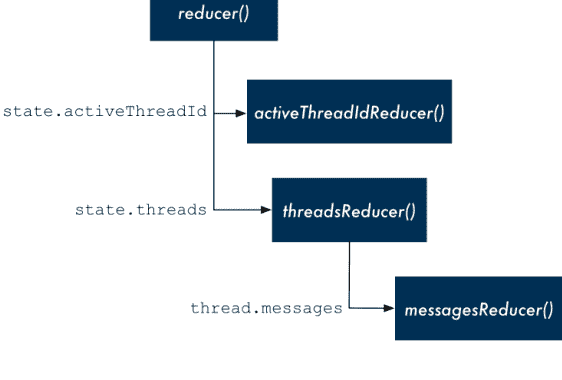 reducer()
state.activeThreadId
activeThreadIdReducer()
state.threads
threadsReducer()
thread.messages
messagesReducer()